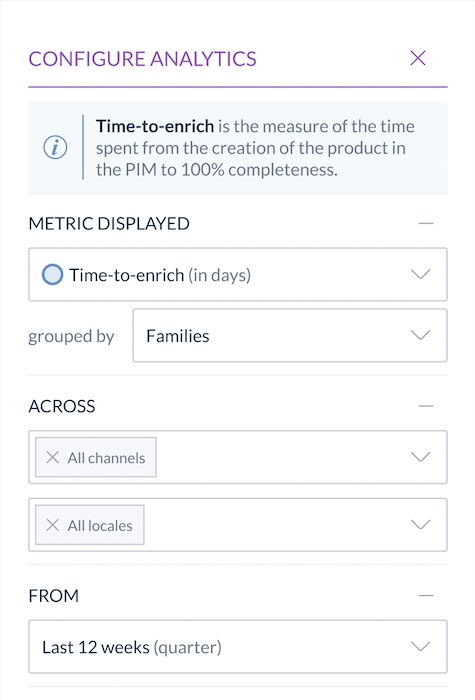 CONFIGURE ANALYTICS
Time-to-enrich is the measure of the time
spent from the creation of the product in
the PIM to 100% completeness.
METRIC DISPLAYED
Time-to-enrich (in days)
grouped by
Families
ACROSS
All channels
All locales
FROM
Last 12 weeks (quarter)